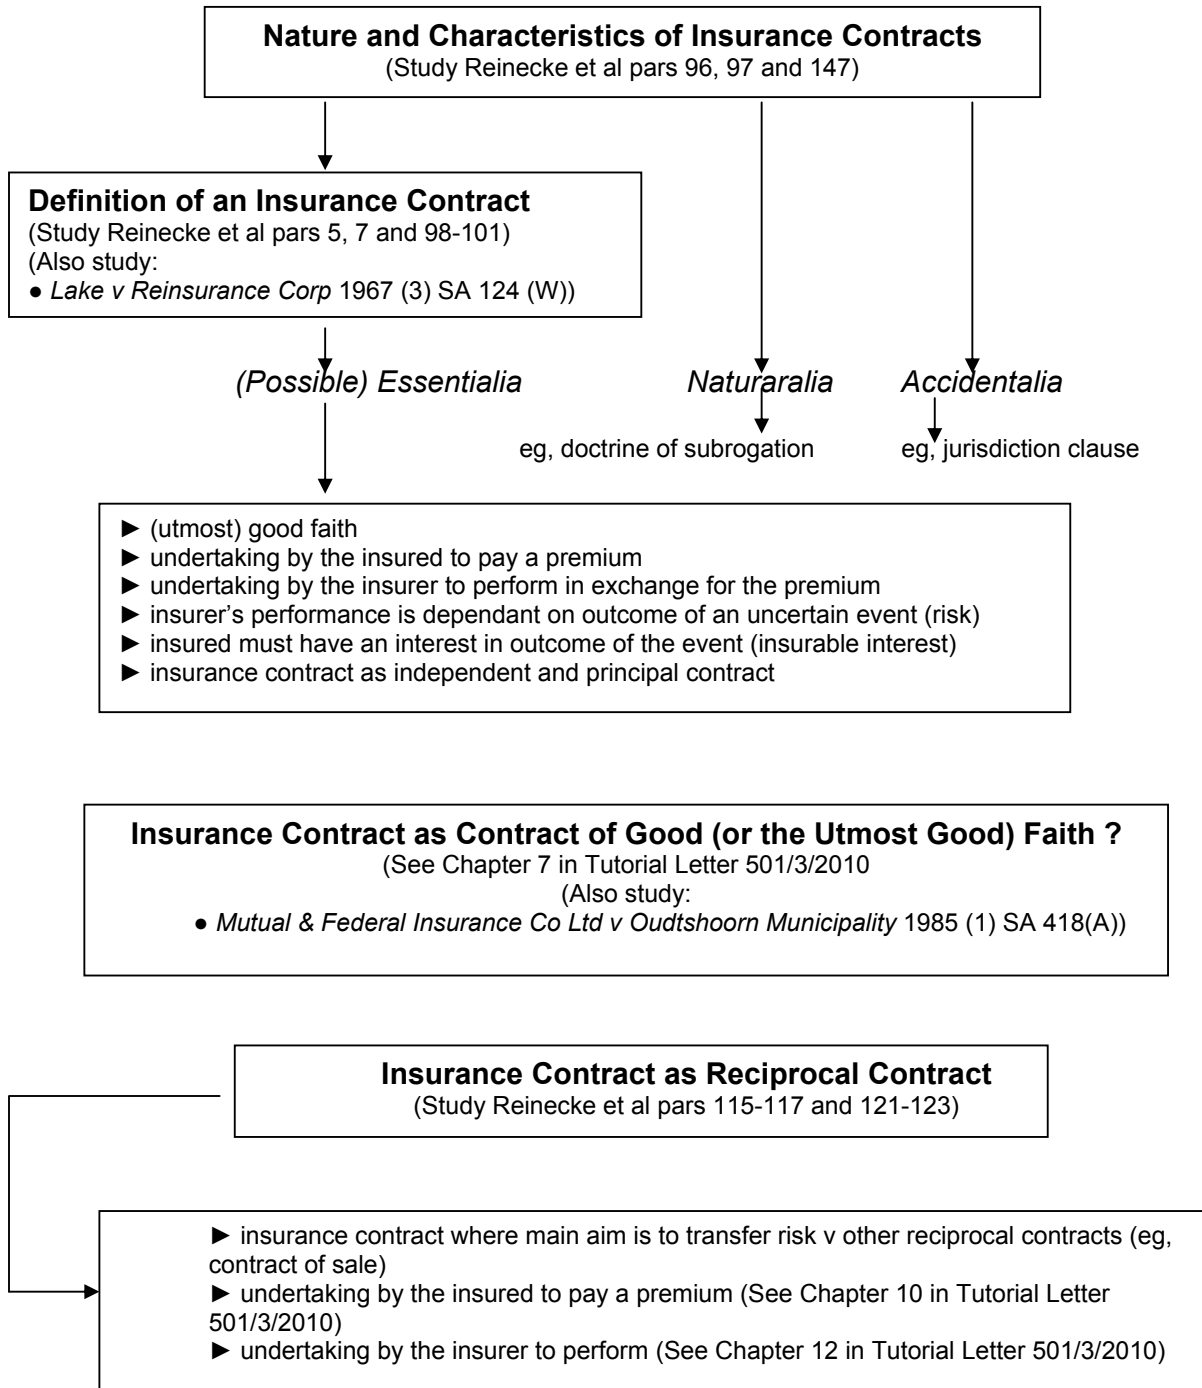 Nature and Characteristics of Insurance Contracts
(Study Reinecke et al pars 96, 97 and 147)
Definition of an Insurance Contract
(Study Reinecke et al pars 5, 7 and 98-101)
(Also study:
● Lake v Reinsurance Corp 1967 (3) SA 124 (W))
(Possible) Essentialia
Naturaralia
Accidentalia
eg, doctrine of subrogation
eg, jurisdiction clause
► (utmost) good faith
► undertaking by the insured to pay a premium
► undertaking by the insurer to perform in exchange for the premium
► insurer’s performance is dependant on outcome of an uncertain event (risk)
► insured must have an interest in outcome of the event (insurable interest)
► insurance contract as independent and principal contract
Insurance Contract as Contract of Good (or the Utmost Good) Faith ?
(See Chapter 7 in Tutorial Letter 501/3/2010
(Also study:
● Mutual & Federal Insurance Co Ltd v Oudtshoorn Municipality 1985 (1) SA 418(A))
Insurance Contract as Reciprocal Contract
(Study Reinecke et al pars 115-117 and 121-123)
► insurance contract where main aim is to transfer risk v other reciprocal contracts (eg,
contract of sale)
► undertaking by the insured to pay a premium (See Chapter 10 in Tutorial Letter
501/3/2010)
► undertaking by the insurer to perform (See Chapter 12 in Tutorial Letter 501/3/2010)